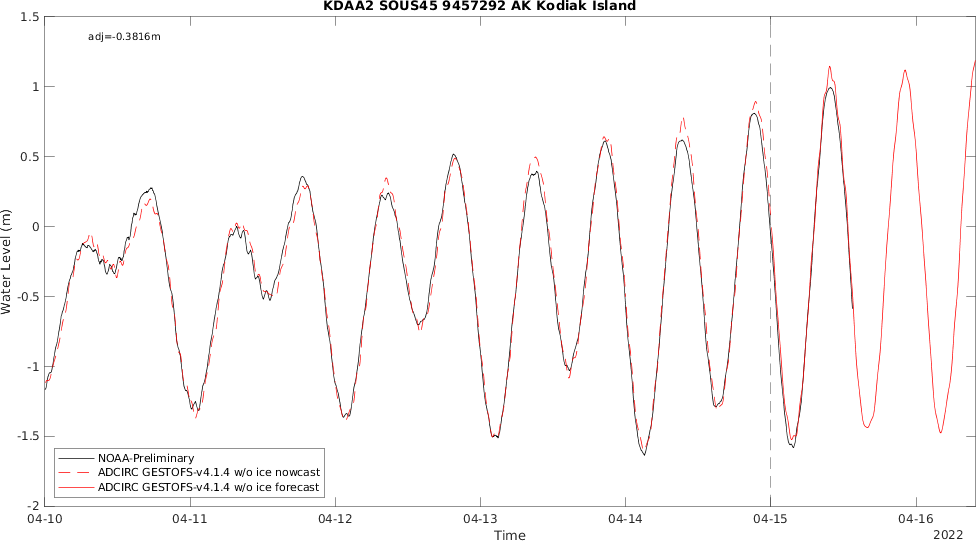 KDAA2 SOUS45 9457292 AK Kodiak Island
adj=-0.3816m
1.5
1
0.5
0
-0.5
-1
-1.5
-2
Water Level (m)
NOAA-Preliminary
ADCIRC GESTOFS-v4.1.4 w/o ice nowcast
ADCIRC GESTOFS-v4.1.4 w/o ice forecast
04-10 04-11 04-12 04-13 04-14 04-15 04-16
Time
2022